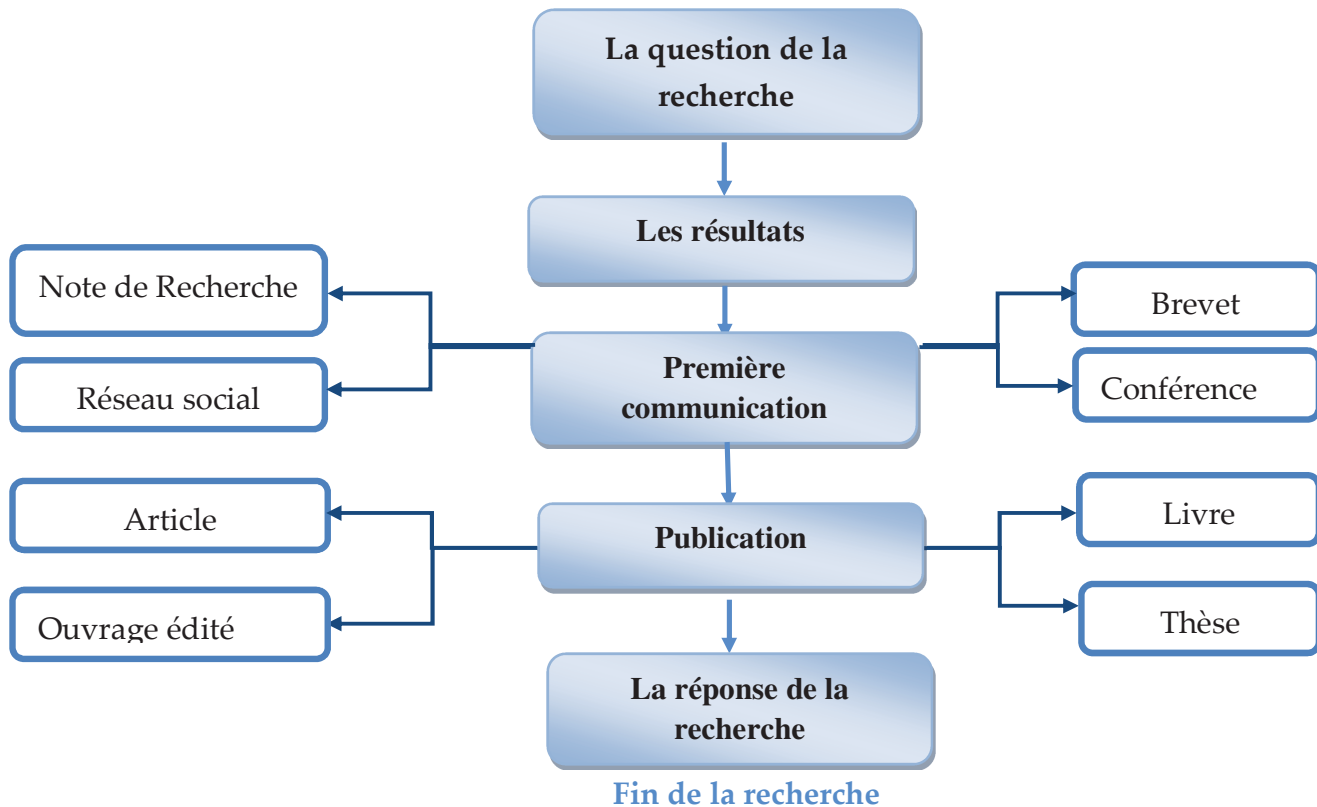 La question de la
recherche
Les résultats
Note de Recherche
Réseau social
Première
communication
Brevet
Conférence
Article
Ouvrage édité
Publication
Livre
Thèse
La réponse de la
recherche
Fin de la recherche